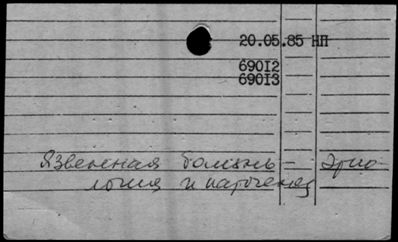 20.05.85 НП
69012
69013
Язвенная болезнь – Этио
логия и патогенез